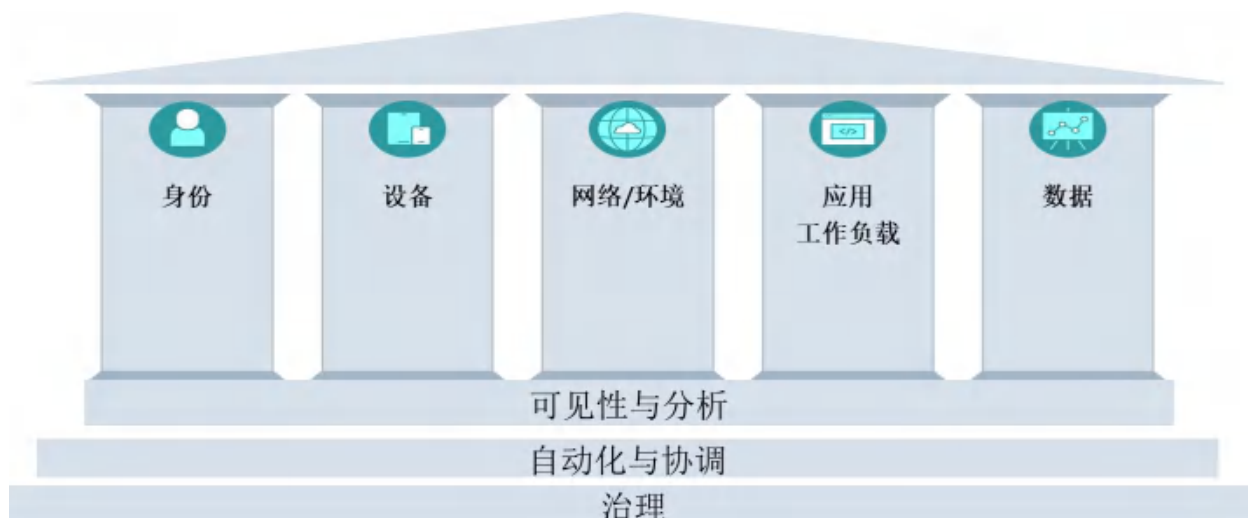 身份
设备
网络/环境
应用
工作负载
数据
可见性与分析
自动化与协调
治理